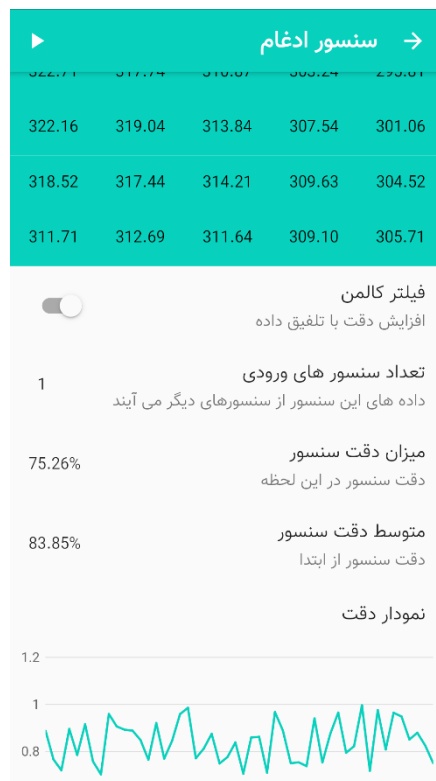 سنسور ادغام
322.16 319.04 313.84 307.54 301.06
318.52 317.44 314.21 309.63 304.52
311.71 312.69 311.64 309.10 305.71
فیلتر کالمن
افزایش دقت با تلفیق داده
تعداد سنسور های ورودی
1
داده های این سنسور از سنسورهای دیگر می آیند
میزان دقت سنسور
75.26%
دقت سنسور در این لحظه
متوسط دقت سنسور
83.85%
دقت سنسور از ابتدا
نمودار دقت
1.2
1
0.8